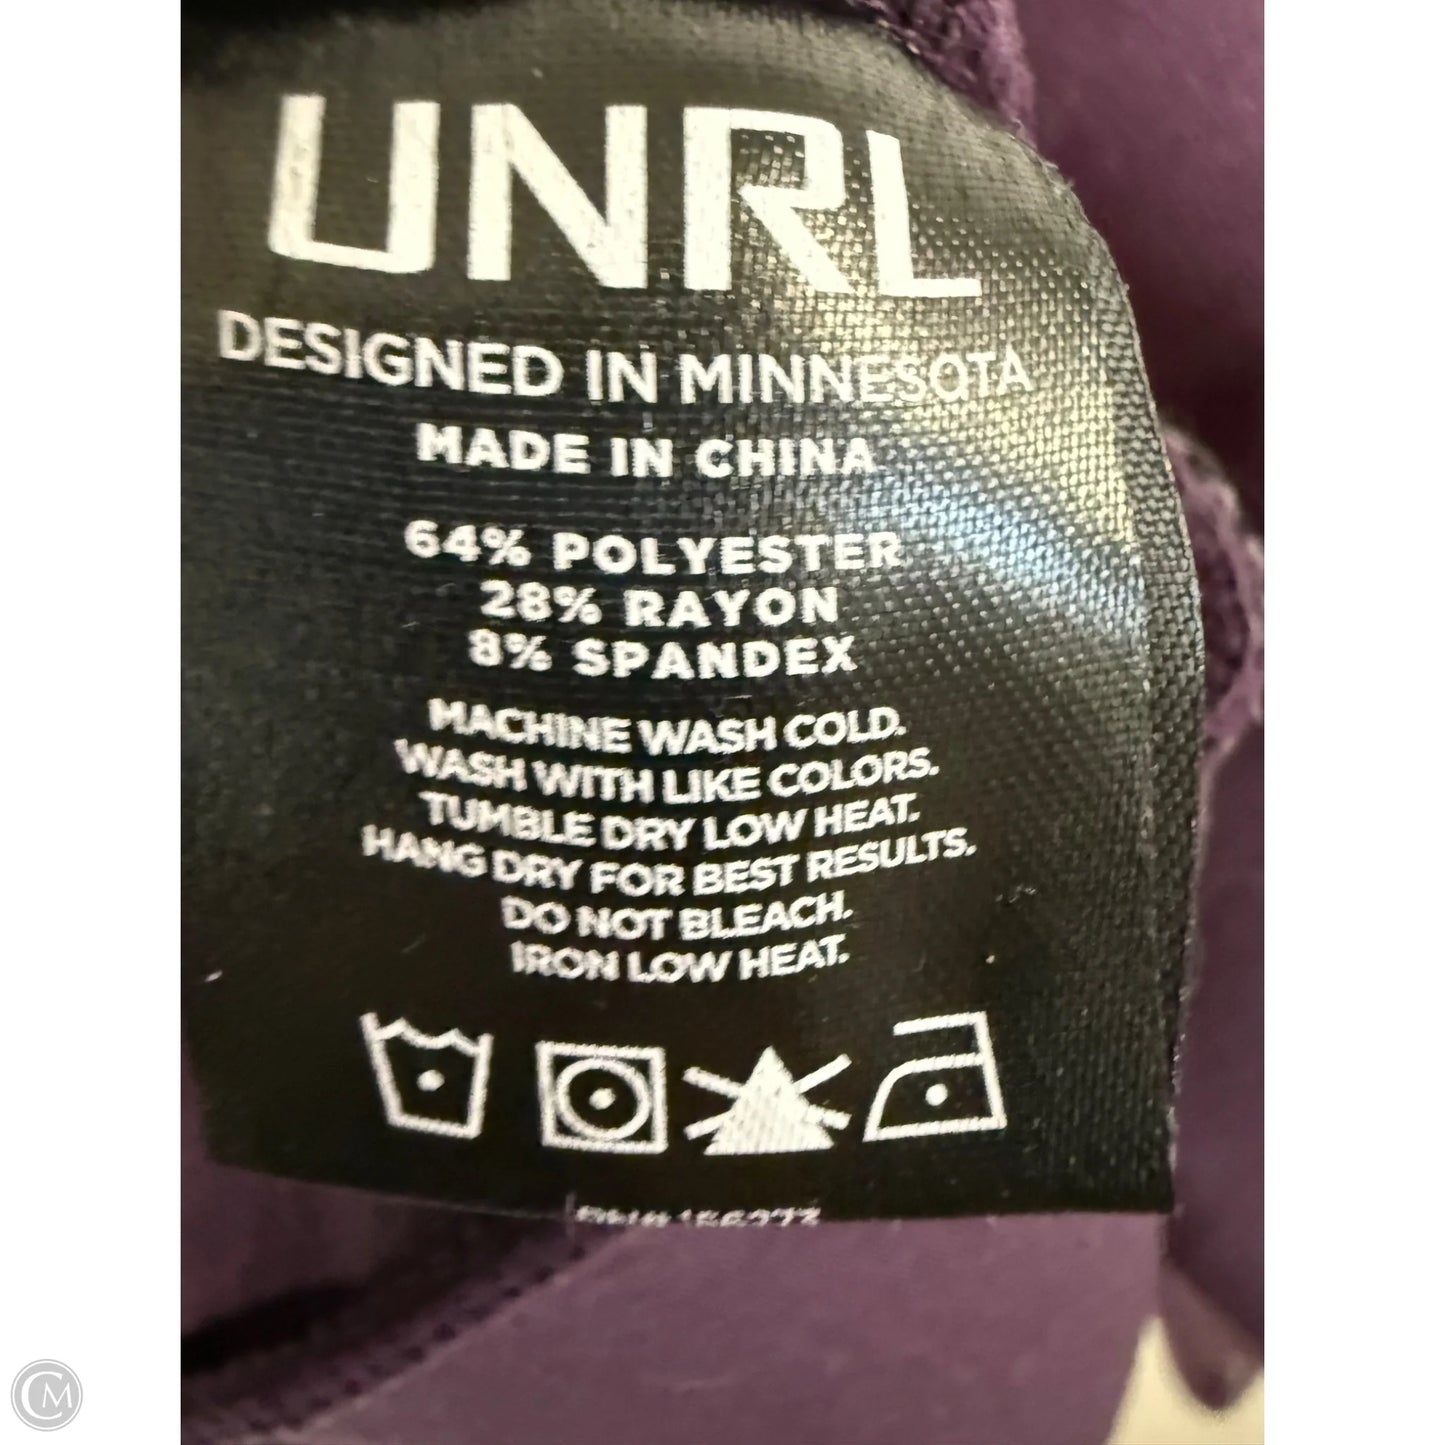 UNRL
DESIGNED IN MINNESOTA
MADE IN CHINA
64% POLYESTER
28% RAYON
8% SPANDEX
MACHINE WASH COLD.
WASH WITH LIKE COLORS.
TUMBLE DRY LOW HEAT.
HANG DRY FOR BEST RESULTS.
DO NOT BLEACH.
IRON LOW HEAT.
CM